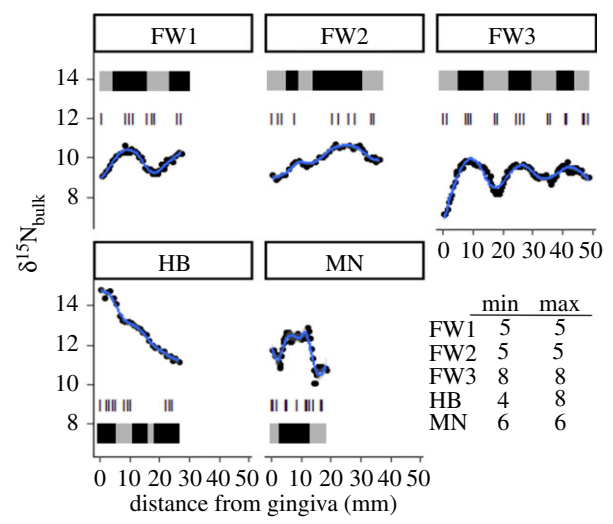 FW1 FW2 FW3
14
12
10
8
δ¹⁵N_bulk
0 10 20 30 40 50
HB MN
14
12
10
8
0 10 20 30 40 50 0 10 20 30 40 50
distance from gingiva (mm)
min max
FW1 5 5
FW2 5 5
FW3 8 8
HB 4 8
MN 6 6